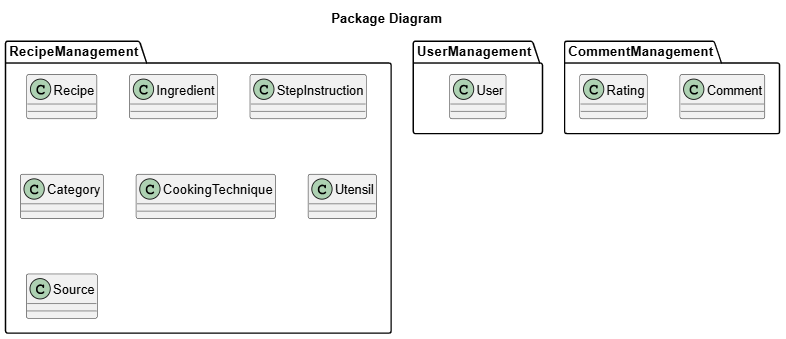 Package Diagram
RecipeManagement
UserManagement
CommentManagement
C Recipe
C Ingredient
C StepInstruction
C User
C Rating
C Comment
C Category
C CookingTechnique
C Utensil
C Source